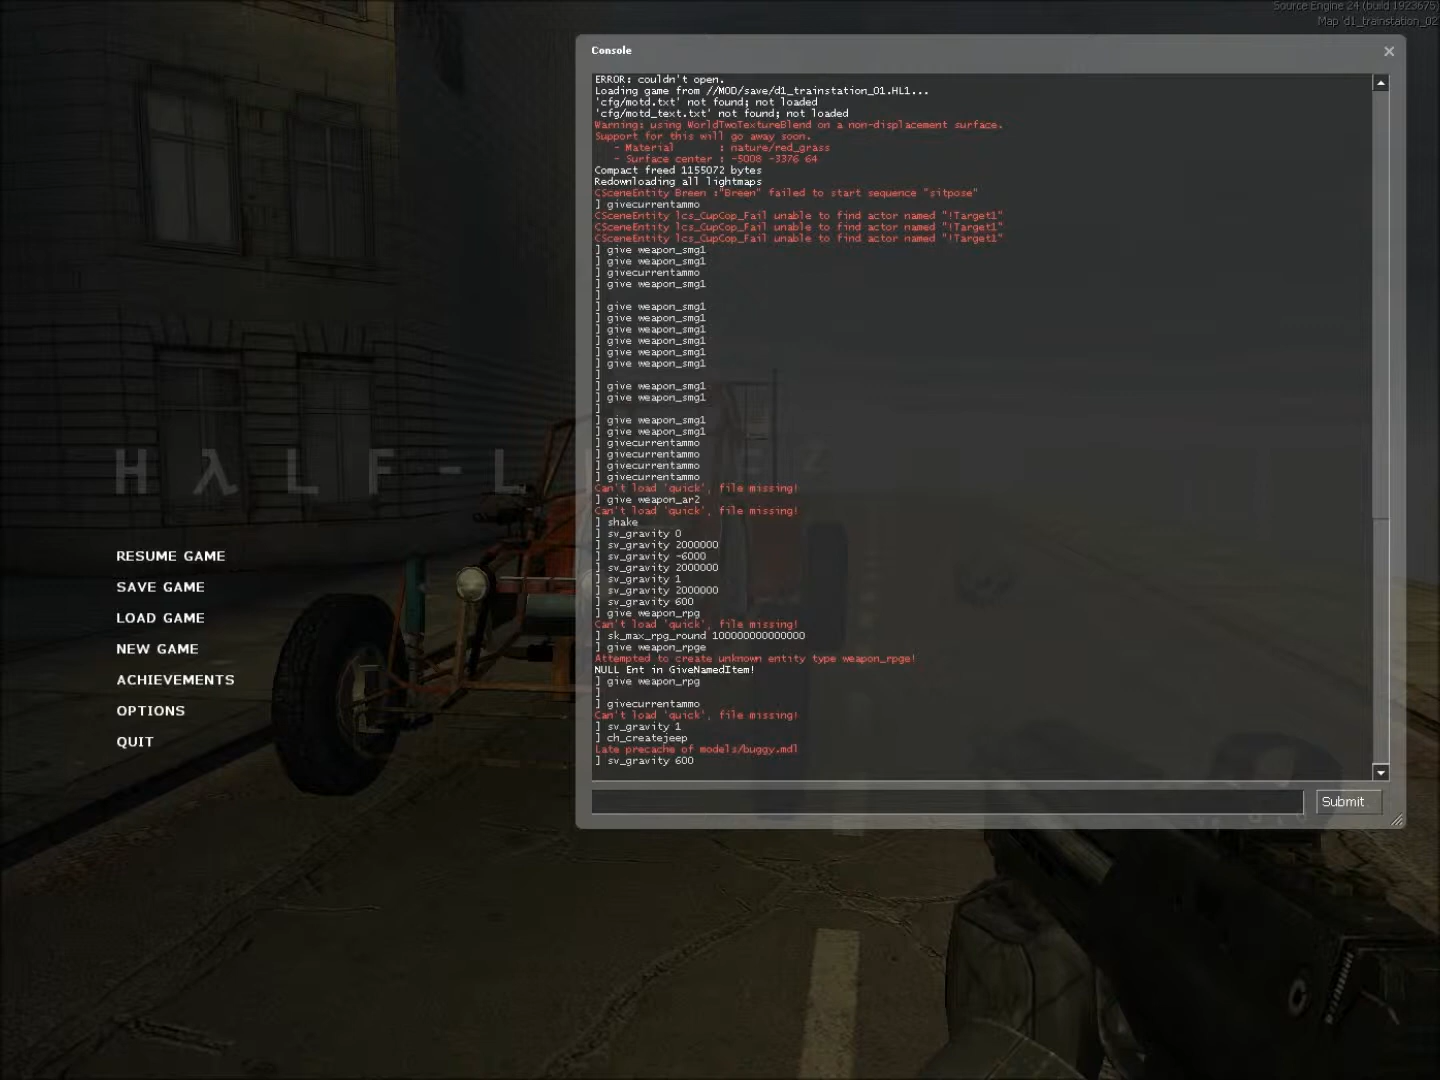 Source Engine 24 (build 1923675)
Map 'd1_trainstation_02'
Console
ERROR: couldn't open.
Loading game from //MOD/save/d1_trainstation_01.HL1...
'cfg/motd.txt' not found; not loaded
'cfg/motd_text.txt' not found; not loaded
Warning: using WorldTwoTextureBlend on a non-displacement surface.
Support for this will go away soon.
- Material : nature/red_grass
- Surface center : -5008 -3376 64
Compact freed 1155072 bytes
Redownloading all lightmaps
CSceneEntity Breen :"Breen" failed to start sequence "sitpose"
] givecurrentammo
CSceneEntity lcs_CupCop_Fail unable to find actor named "!Target1"
CSceneEntity lcs_CupCop_Fail unable to find actor named "!Target1"
CSceneEntity lcs_CupCop_Fail unable to find actor named "!Target1"
] give weapon_smg1
] give weapon_smg1
] givecurrentammo
] give weapon_smg1
]
] give weapon_smg1
] give weapon_smg1
] give weapon_smg1
] give weapon_smg1
] give weapon_smg1
] give weapon_smg1
]
] give weapon_smg1
] give weapon_smg1
]
] give weapon_smg1
] give weapon_smg1
] givecurrentammo
] givecurrentammo
] givecurrentammo
] givecurrentammo
Can't load 'quick', file missing!
] give weapon_ar2
Can't load 'quick', file missing!
] shake
] sv_gravity 0
] sv_gravity 2000000
] sv_gravity -6000
] sv_gravity 2000000
] sv_gravity 1
] sv_gravity 2000000
] sv_gravity 600
] give weapon_rpg
Can't load 'quick', file missing!
] sk_max_rpg_round 100000000000000
] give weapon_rpge
Attempted to create unknown entity type weapon_rpge!
NULL Ent in GiveNamedItem!
] give weapon_rpg
]
] givecurrentammo
Can't load 'quick', file missing!
] sv_gravity 1
] ch_createjeep
Late precache of models/buggy.mdl
] sv_gravity 600
Submit
HλLF-LIFE 2
RESUME GAME
SAVE GAME
LOAD GAME
NEW GAME
ACHIEVEMENTS
OPTIONS
QUIT